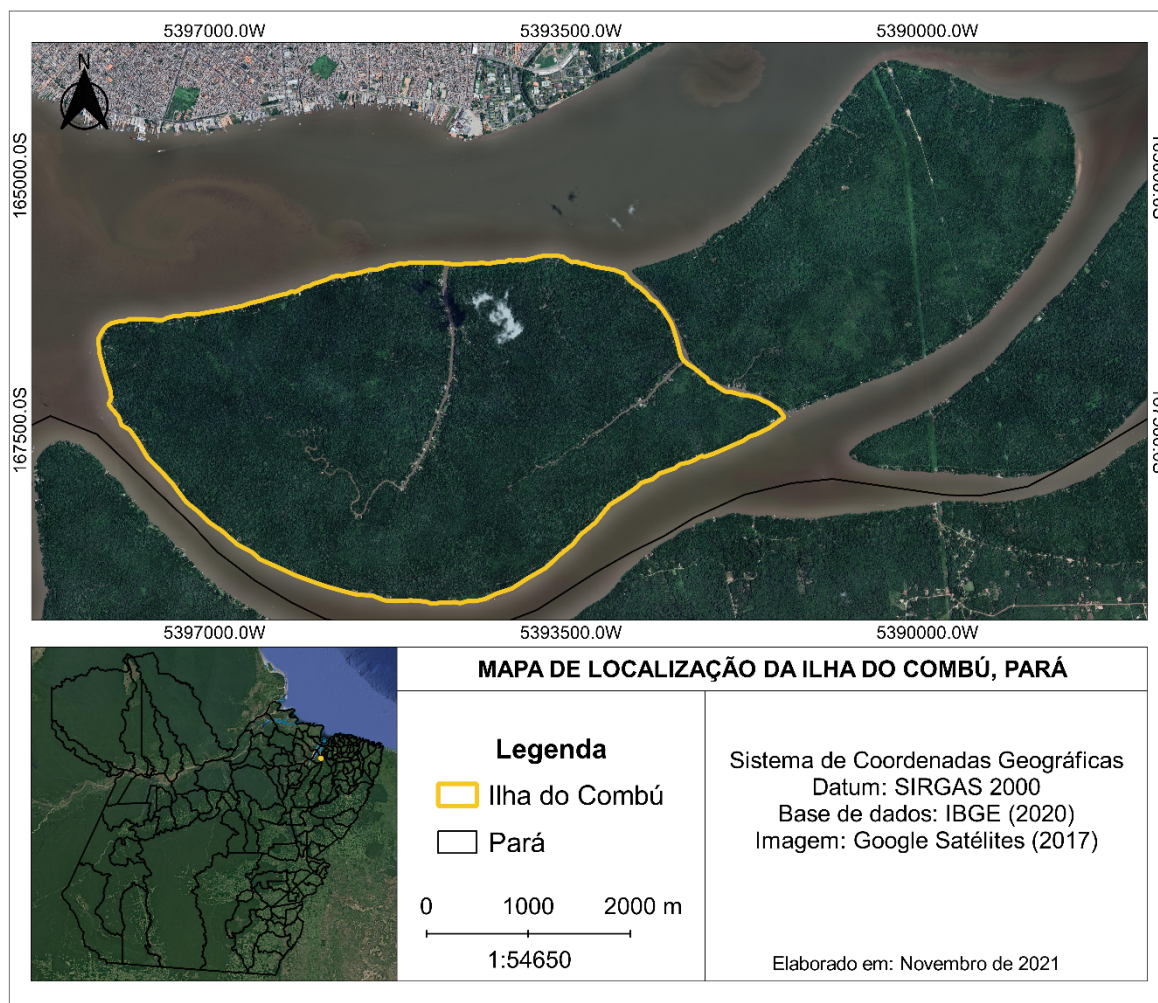 5397000.0W 5393500.0W 5390000.0W
N
165000.0S
167500.0S
5397000.0W 5393500.0W 5390000.0W
MAPA DE LOCALIZAÇÃO DA ILHA DO COMBÚ, PARÁ
Legenda
Ilha do Combú
Pará
0 1000 2000 m
1:54650
Sistema de Coordenadas Geográficas
Datum: SIRGAS 2000
Base de dados: IBGE (2020)
Imagem: Google Satélites (2017)
Elaborado em: Novembro de 2021